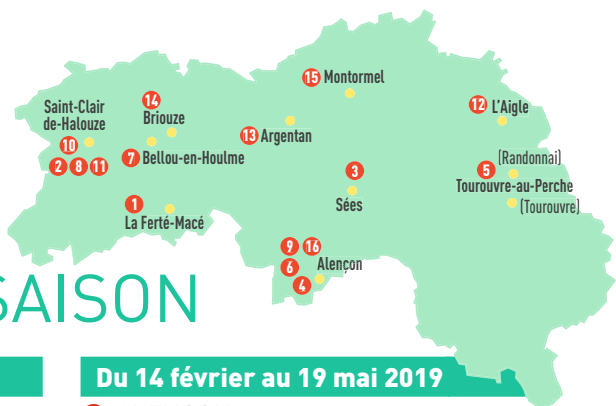 15 Montormel
14
Briouze
Saint-Clair
de-Halouze
10
2 8 11
7 Bellou-en-Houlme
13 Argentan
12 L'Aigle
(Randonnai)
5
Tourouvre-au-Perche
(Tourouvre)
3
Sées
1
La Ferté-Macé
9 16
6
4
Alençon
SAISON
Du 14 février au 19 mai 2019